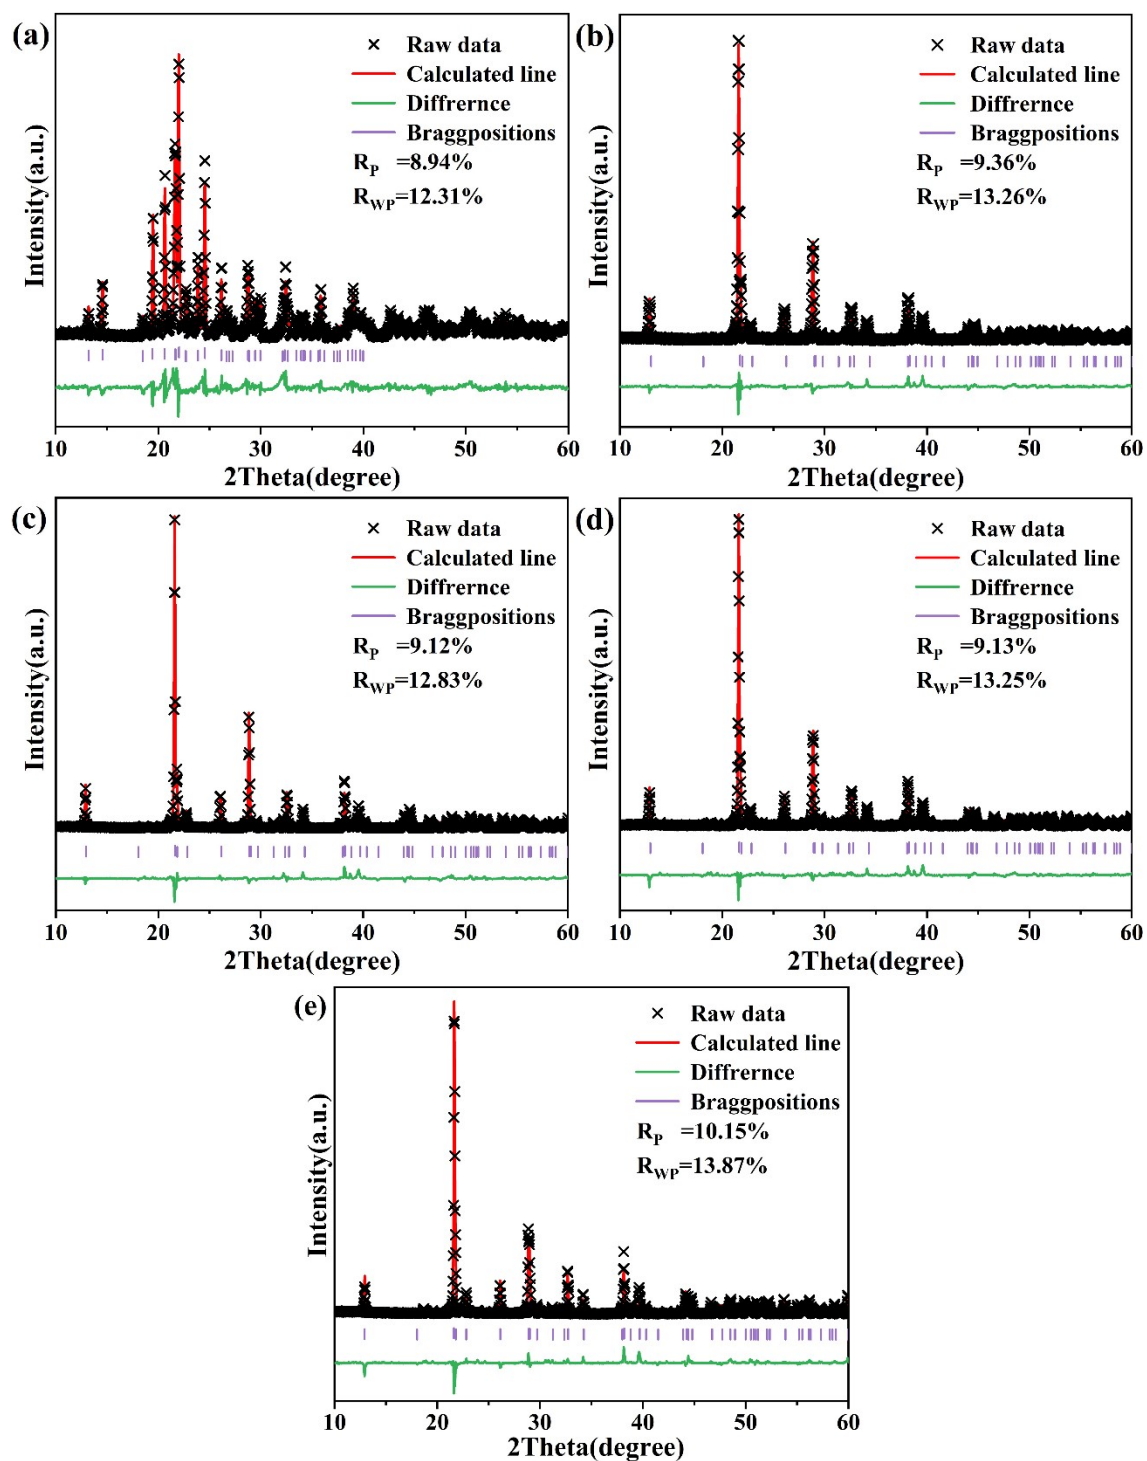 (a)
Raw data
Calculated line
Diffrernce
Braggpositions
R_P =8.94%
R_WP=12.31%
Intensity(a.u.)
10 20 30 40 50 60
2Theta(degree)
(b)
Raw data
Calculated line
Diffrernce
Braggpositions
R_P =9.36%
R_WP=13.26%
Intensity(a.u.)
10 20 30 40 50 60
2Theta(degree)
(c)
Raw data
Calculated line
Diffrernce
Braggpositions
R_P =9.12%
R_WP=12.83%
Intensity(a.u.)
10 20 30 40 50 60
2Theta(degree)
(d)
Raw data
Calculated line
Diffrernce
Braggpositions
R_P =9.13%
R_WP=13.25%
Intensity(a.u.)
10 20 30 40 50 60
2Theta(degree)
(e)
Raw data
Calculated line
Diffrernce
Braggpositions
R_P =10.15%
R_WP=13.87%
Intensity(a.u.)
10 20 30 40 50 60
2Theta(degree)